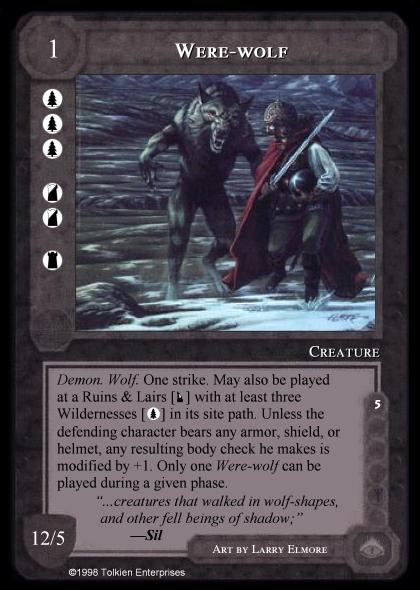 1
WERE-WOLF
CREATURE
Demon. Wolf. One strike. May also be played
at a Ruins & Lairs [] with at least three
Wildernesses [] in its site path. Unless the
defending character bears any armor, shield, or
helmet, any resulting body check he makes is
modified by +1. Only one Were-wolf can be
played during a given phase.
5
"...creatures that walked in wolf-shapes,
and other fell beings of shadow;"
—Sil
12/5
ART BY LARRY ELMORE
©1998 Tolkien Enterprises